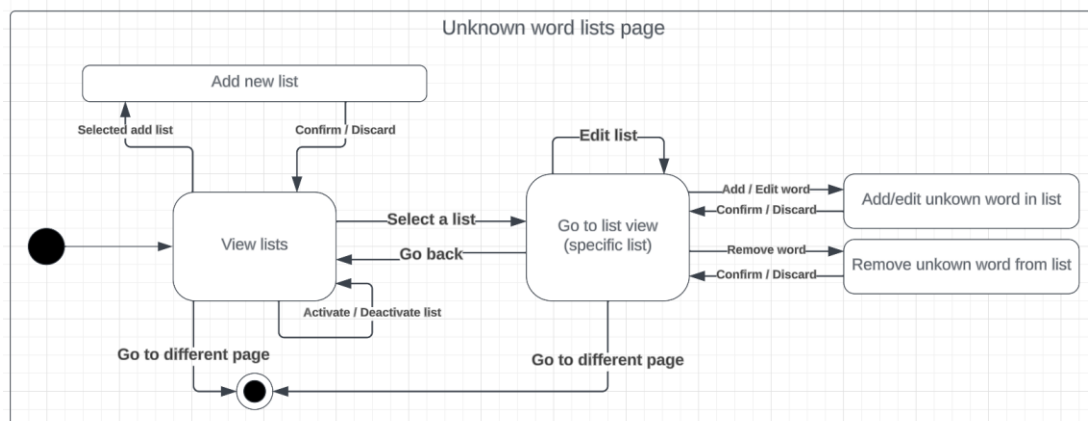 Unknown word lists page
Add new list
Selected add list
Confirm / Discard
Edit list
Add / Edit word
Confirm / Discard
Add/edit unkown word in list
Select a list
Go to list view
(specific list)
View lists
Go back
Remove word
Confirm / Discard
Remove unkown word from list
Activate / Deactivate list
Go to different page
Go to different page